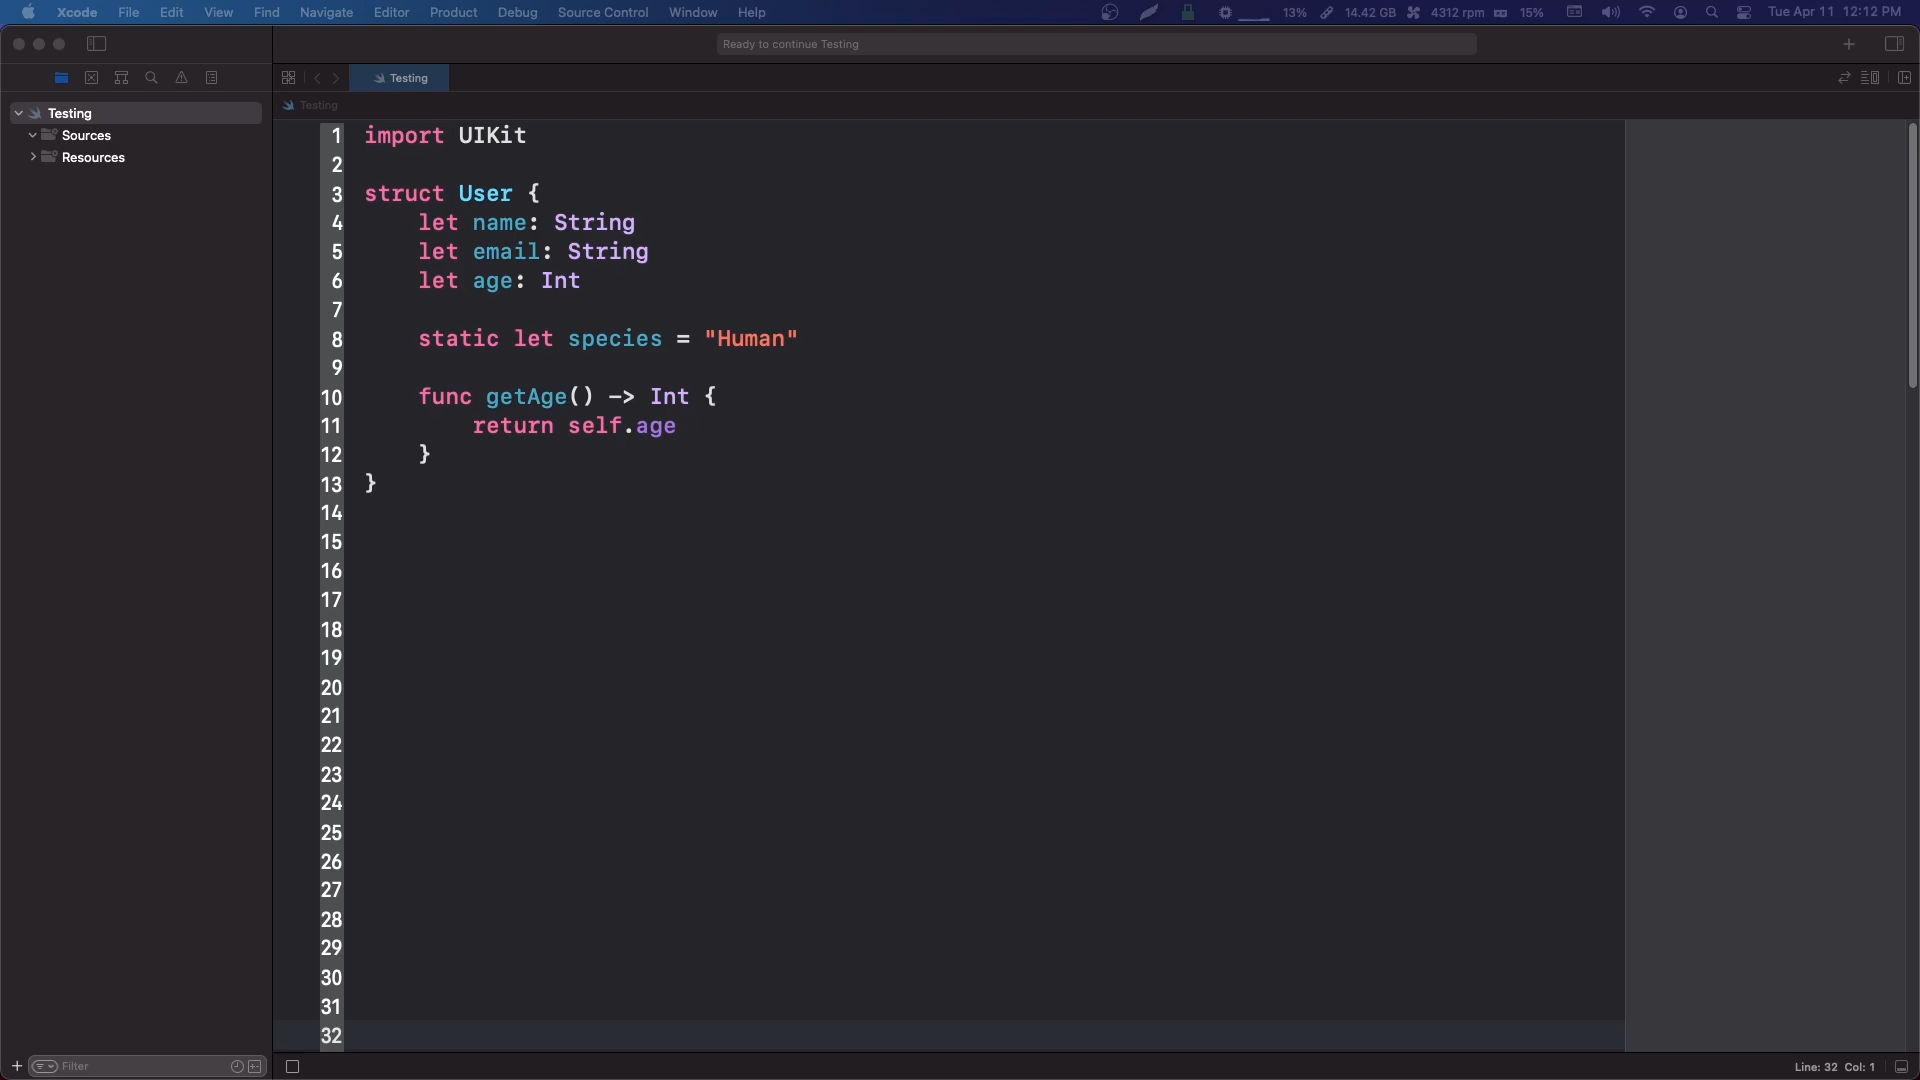 Xcode File Edit View Find Navigate Editor Product Debug Source Control Window Help 13% 14.42 GB 4312 rpm 15% Tue Apr 11 12:12 PM
Ready to continue Testing
Testing
Testing
Testing
Sources
Resources
1 import UIKit
2
3 struct User {
4 let name: String
5 let email: String
6 let age: Int
7
8 static let species = "Human"
9
10 func getAge() -> Int {
11 return self.age
12 }
13 }
14
15
16
17
18
19
20
21
22
23
24
25
26
27
28
29
30
31
32
Filter
Line: 32 Col: 1